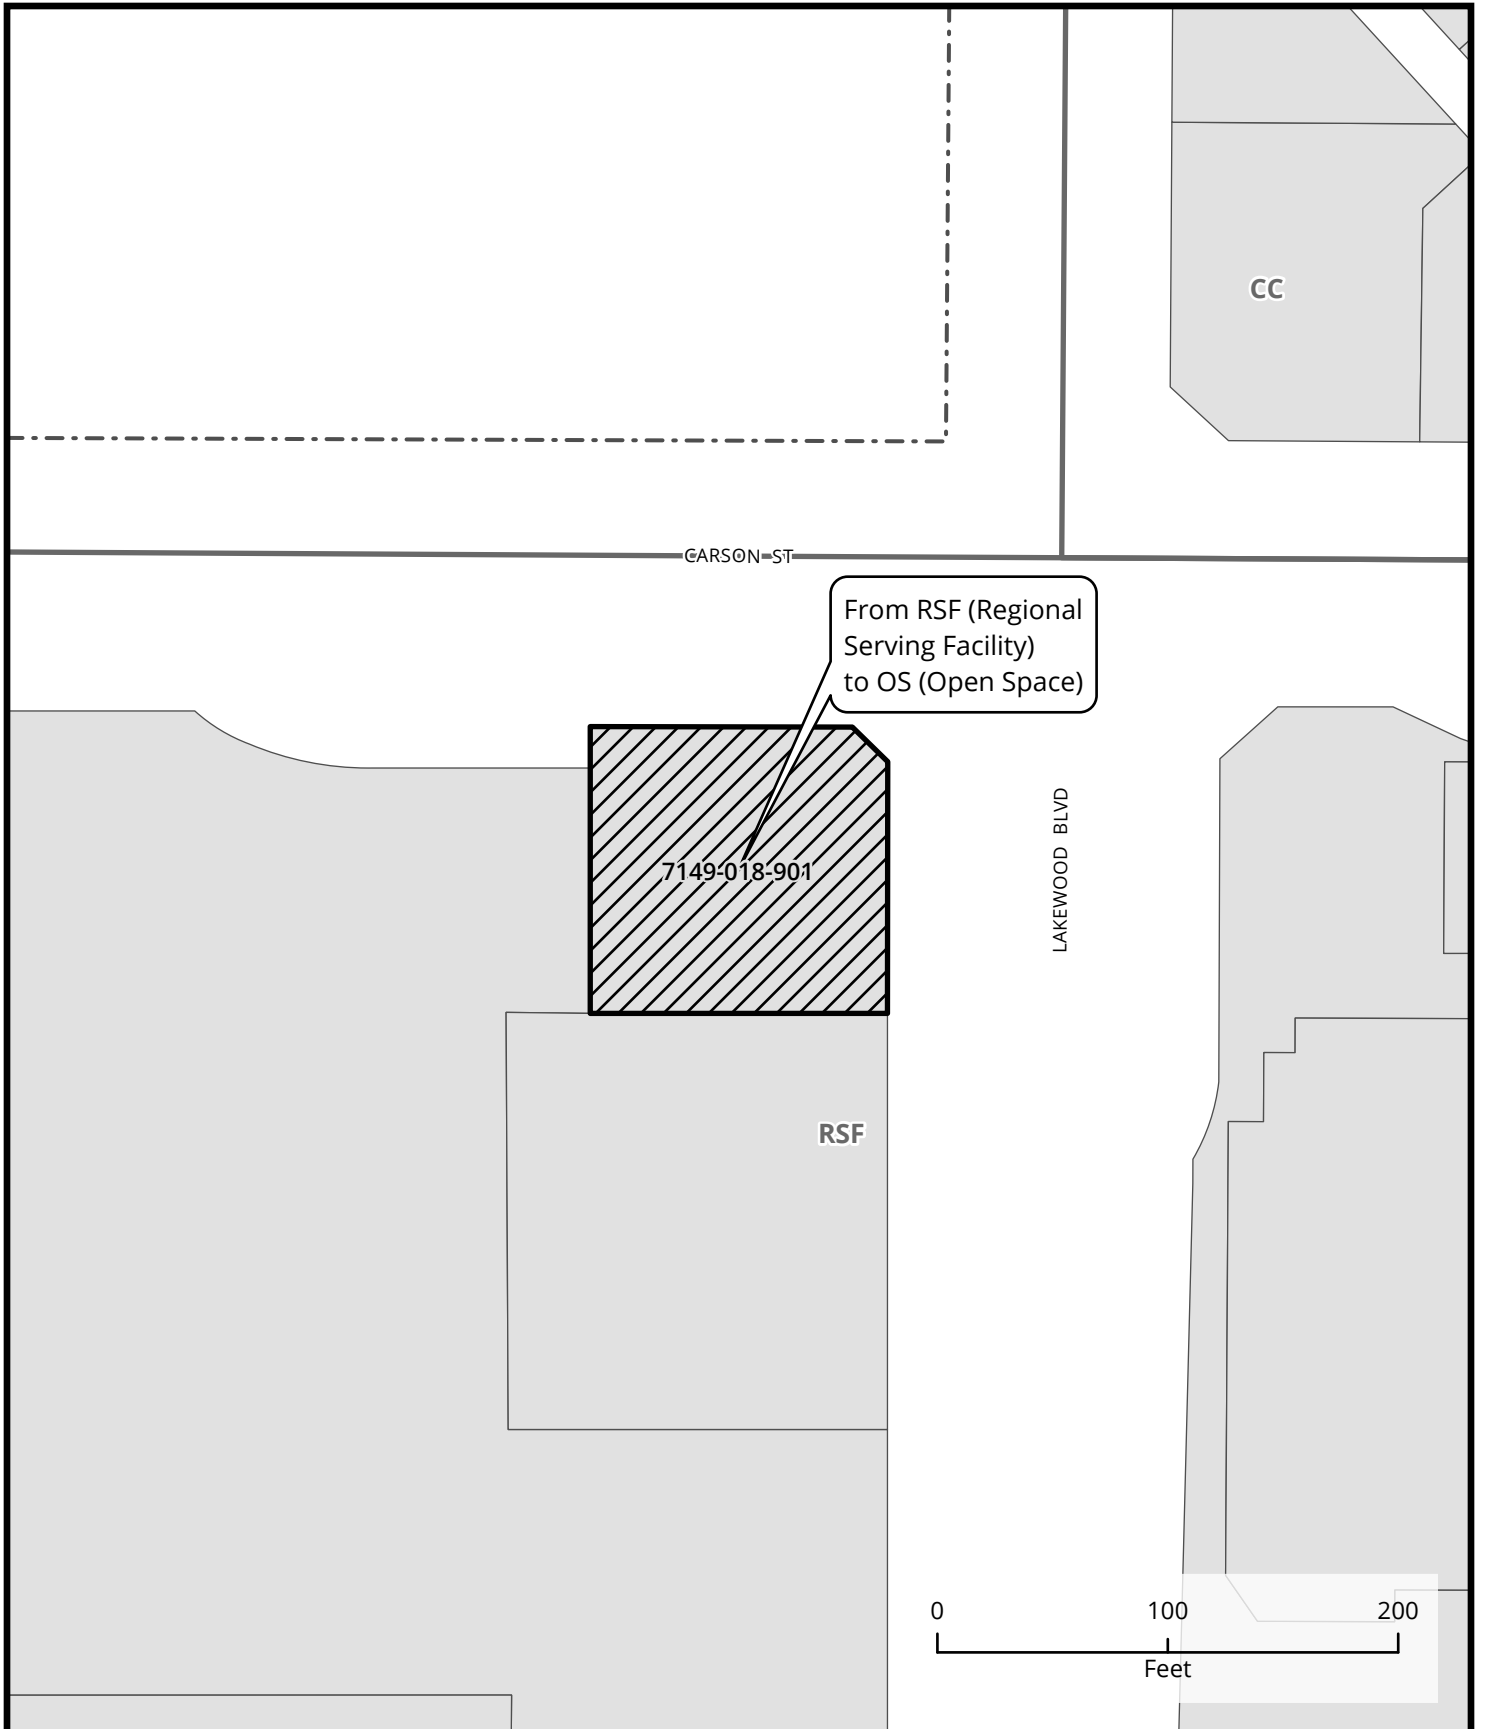 CC
CARSON ST
From RSF (Regional
Serving Facility)
to OS (Open Space)
LAKEWOOD BLVD
7149-018-901
RSF
0 100 200
Feet